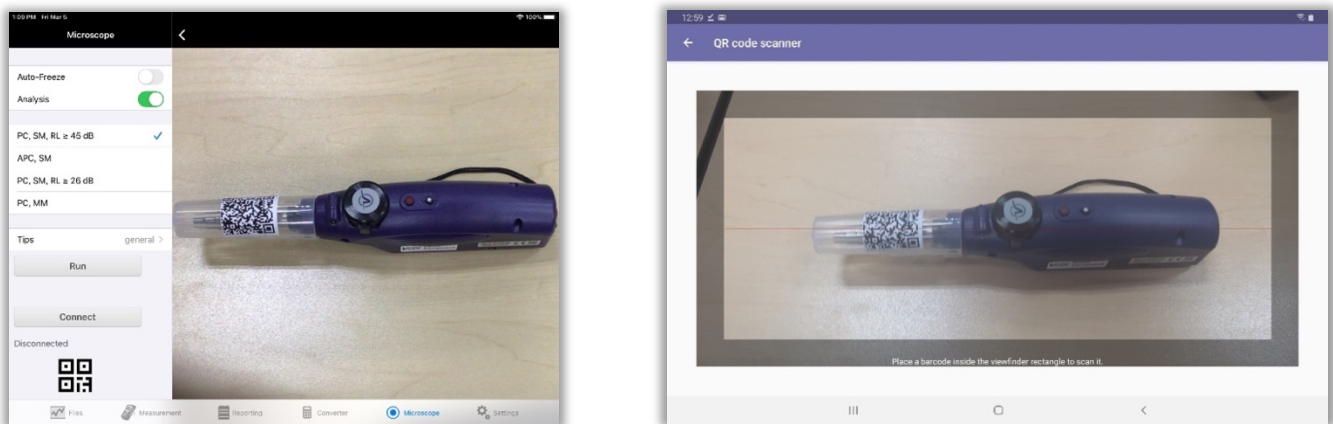 1:09 PM Fri Mar 5
100%
Microscope
Auto-Freeze
Analysis
PC, SM, RL ≥ 45 dB
APC, SM
PC, SM, RL ≥ 26 dB
PC, MM
Tips general >
Run
Connect
Disconnected
Files Measurement Reporting Converter Microscope Settings
12:59
QR code scanner
Place a barcode inside the viewfinder rectangle to scan it.